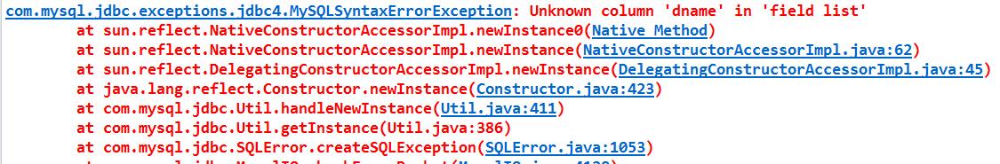 com.mysql.jdbc.exceptions.jdbc4.MySQLSyntaxErrorException: Unknown column 'dname' in 'field list'
at sun.reflect.NativeConstructorAccessorImpl.newInstance0(Native Method)
at sun.reflect.NativeConstructorAccessorImpl.newInstance(NativeConstructorAccessorImpl.java:62)
at sun.reflect.DelegatingConstructorAccessorImpl.newInstance(DelegatingConstructorAccessorImpl.java:45)
at java.lang.reflect.Constructor.newInstance(Constructor.java:423)
at com.mysql.jdbc.Util.handleNewInstance(Util.java:411)
at com.mysql.jdbc.Util.getInstance(Util.java:386)
at com.mysql.jdbc.SQLError.createSQLException(SQLError.java:1053)